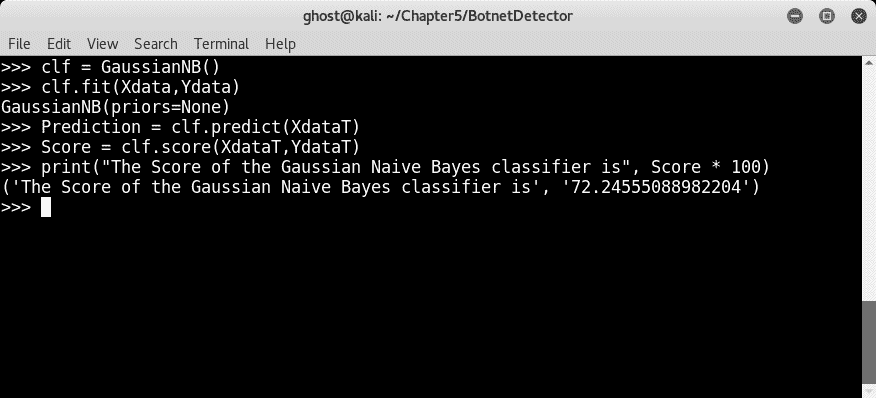 ghost@kali: ~/Chapter5/BotnetDetector
File Edit View Search Terminal Help
>>> clf = GaussianNB()
>>> clf.fit(Xdata,Ydata)
GaussianNB(priors=None)
>>> Prediction = clf.predict(XdataT)
>>> Score = clf.score(XdataT,YdataT)
>>> print("The Score of the Gaussian Naive Bayes classifier is", Score * 100)
('The Score of the Gaussian Naive Bayes classifier is', '72.24555088982204')
>>>